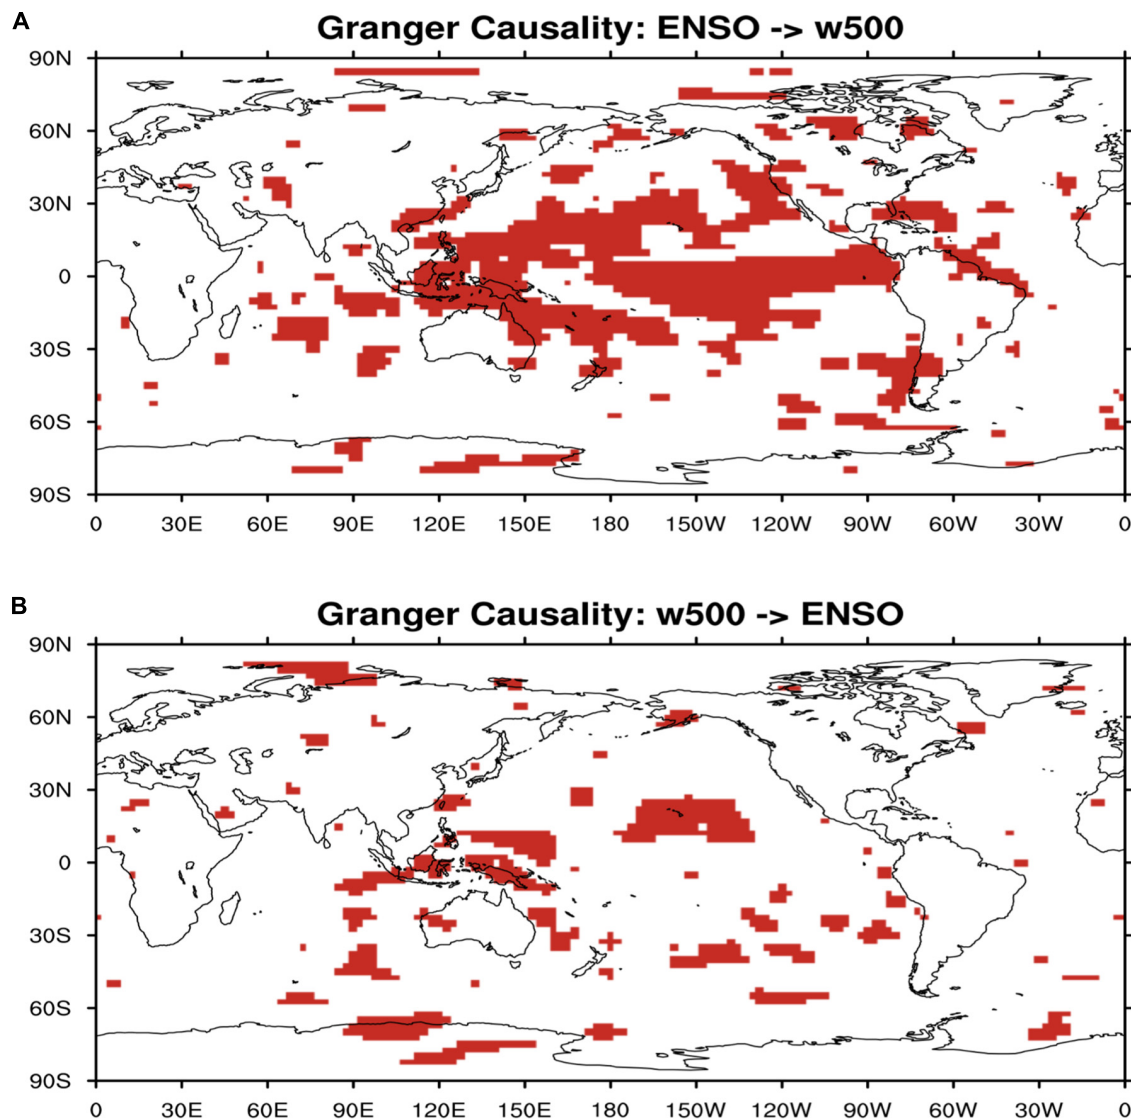 A
Granger Causality: ENSO -> w500
90N
60N
30N
0
30S
60S
90S
0 30E 60E 90E 120E 150E 180 150W 120W 90W 60W 30W 0
B
Granger Causality: w500 -> ENSO
90N
60N
30N
0
30S
60S
90S
0 30E 60E 90E 120E 150E 180 150W 120W 90W 60W 30W 0